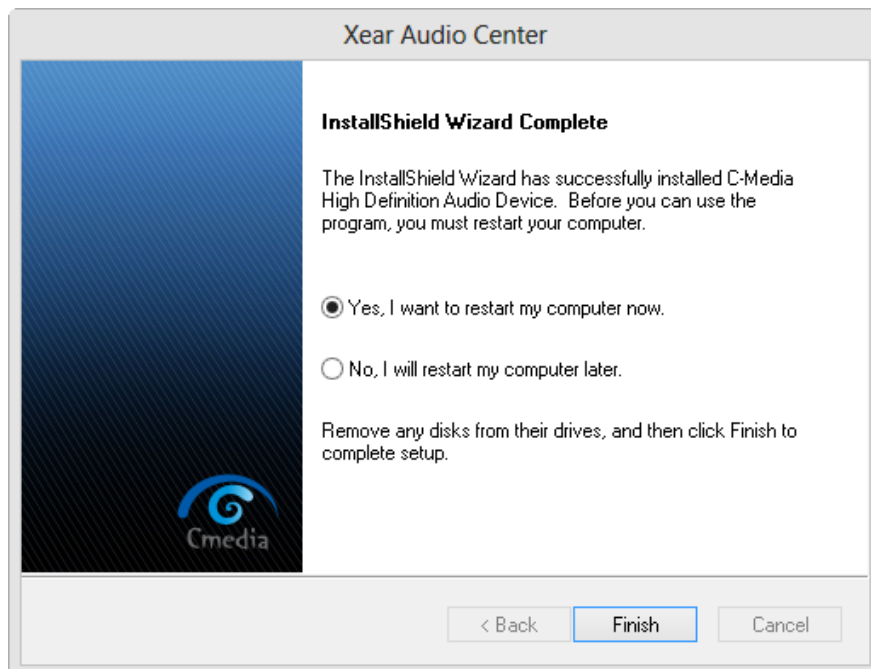 Xear Audio Center
InstallShield Wizard Complete
The InstallShield Wizard has successfully installed C-Media
High Definition Audio Device.  Before you can use the
program, you must restart your computer.
Yes, I want to restart my computer now.
No, I will restart my computer later.
Remove any disks from their drives, and then click Finish to
complete setup.
Cmedia
< Back
Finish
Cancel